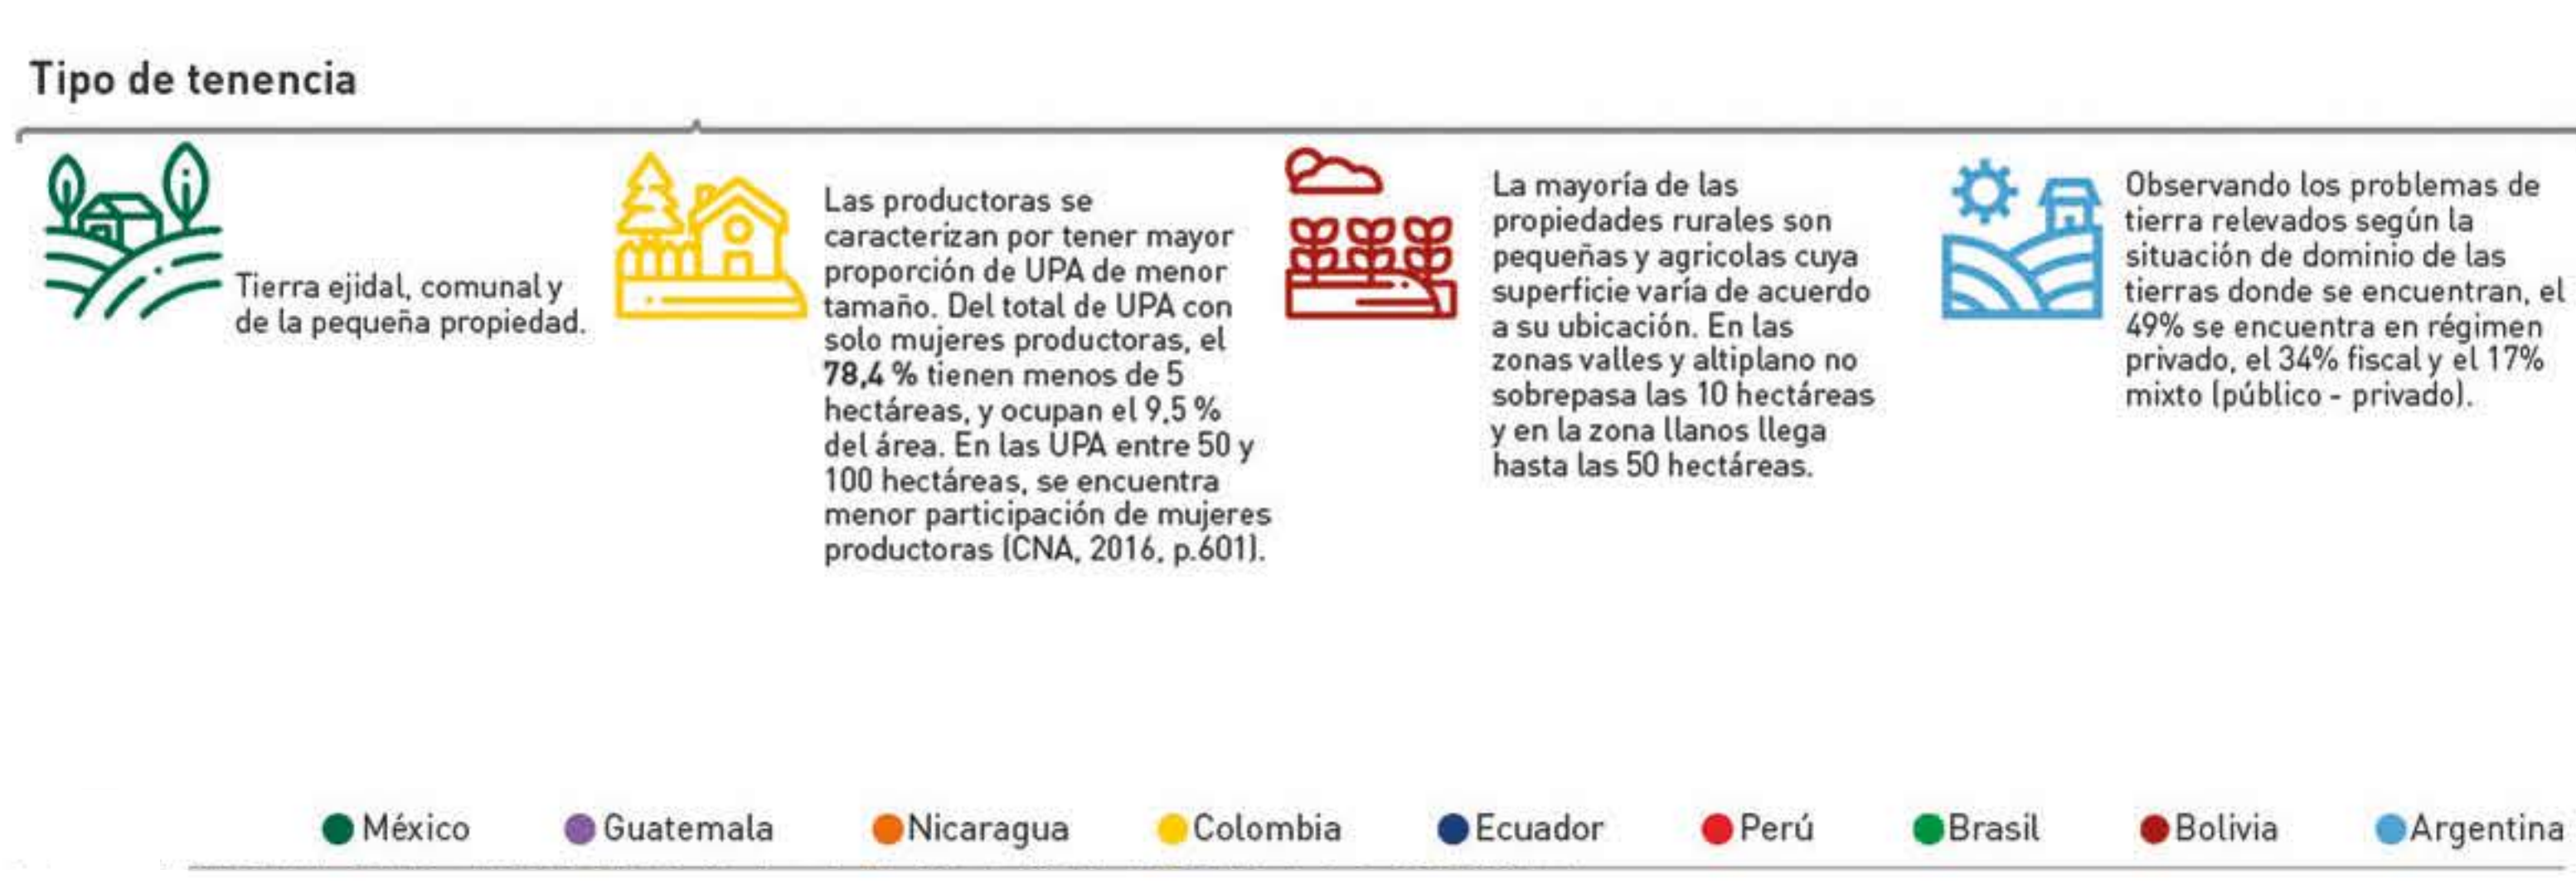 Tipo de tenencia
Tierra ejidal, comunal y
de la pequeña propiedad.
Las productoras se
caracterizan por tener mayor
proporción de UPA de menor
tamaño. Del total de UPA con
solo mujeres productoras, el
78,4 % tienen menos de 5
hectáreas, y ocupan el 9,5 %
del área. En las UPA entre 50 y
100 hectáreas, se encuentra
menor participación de mujeres
productoras (CNA, 2016, p.601).
La mayoría de las
propiedades rurales son
pequeñas y agricolas cuya
superficie varía de acuerdo
a su ubicación. En las
zonas valles y altiplano no
sobrepasa las 10 hectáreas
y en la zona llanos llega
hasta las 50 hectáreas.
Observando los problemas de
tierra relevados según la
situación de dominio de las
tierras donde se encuentran, el
49% se encuentra en régimen
privado, el 34% fiscal y el 17%
mixto (público - privado).
México Guatemala Nicaragua Colombia Ecuador Perú Brasil Bolivia Argentina